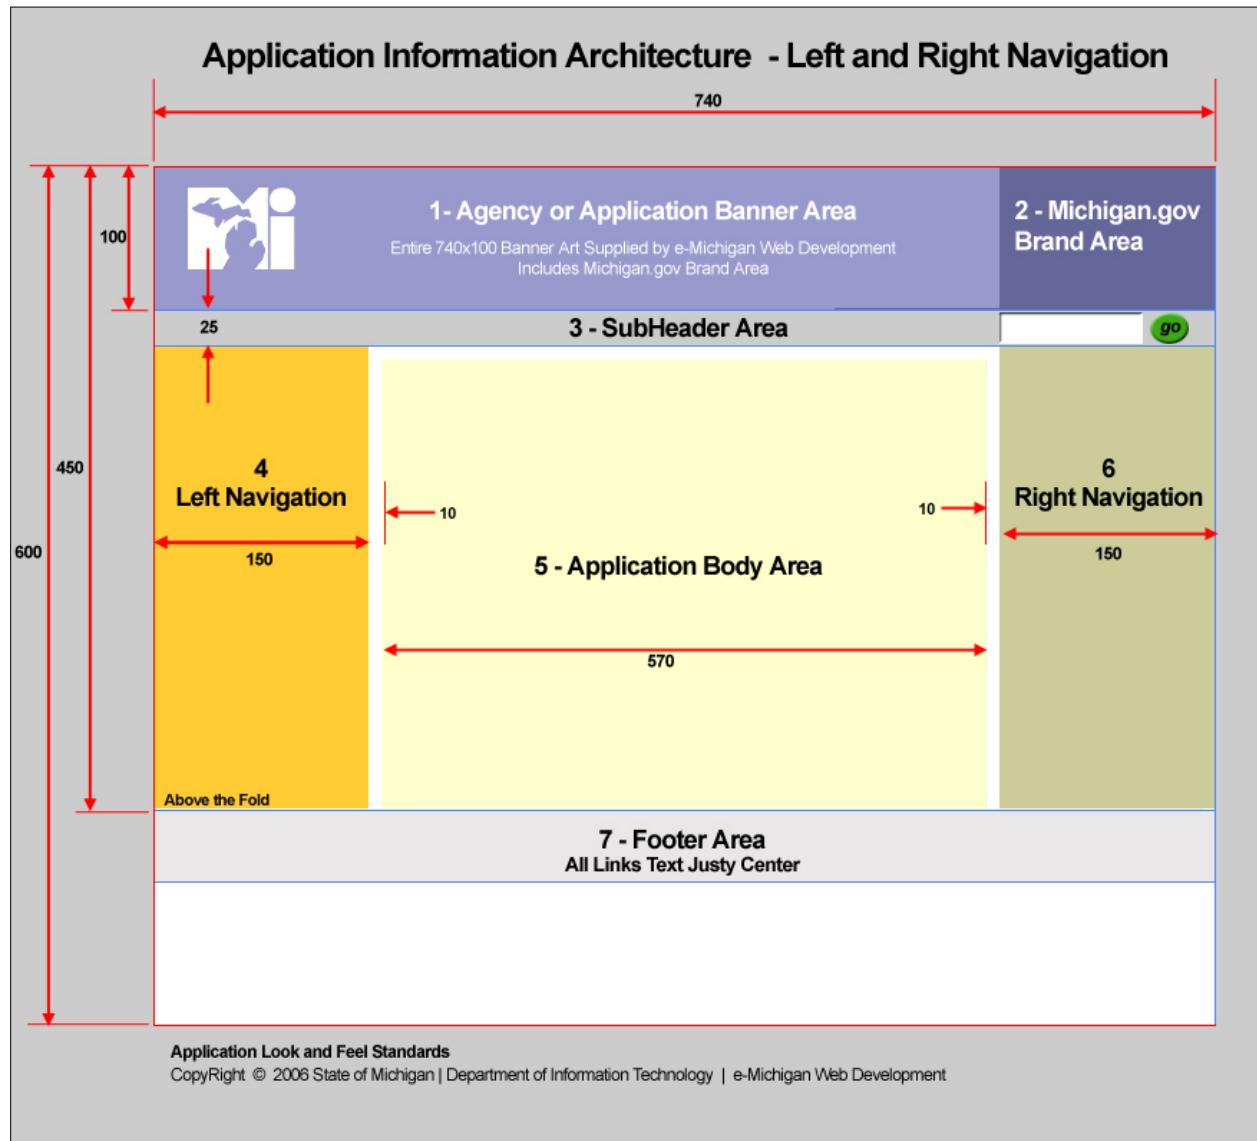 Application Information Architecture - Left and Right Navigation
740
1- Agency or Application Banner Area
Entire 740x100 Banner Art Supplied by e-Michigan Web Development
Includes Michigan.gov Brand Area
2 - Michigan.gov
Brand Area
Mi
100
25
3 - SubHeader Area
go
450
600
4
Left Navigation
150
10
10
5 - Application Body Area
570
6
Right Navigation
150
Above the Fold
7 - Footer Area
All Links Text Justy Center
Application Look and Feel Standards
CopyRight © 2006 State of Michigan | Department of Information Technology | e-Michigan Web Development